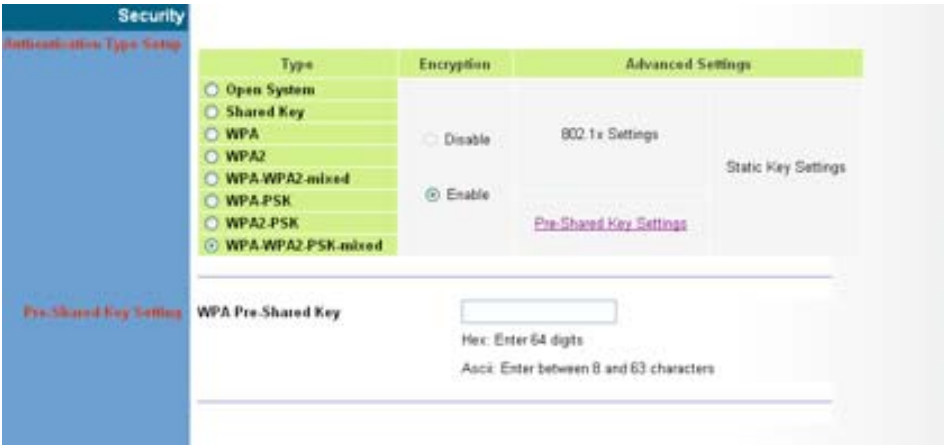 Security
Authentication Type Setup
Type Encryption Advanced Settings
Open System
Shared Key
WPA
WPA2
WPA-WPA2-mixed
WPA-PSK
WPA2-PSK
WPA-WPA2-PSK-mixed
Disable
Enable
802.1x Settings
Pre-Shared Key Settings
Static Key Settings
Pre-Shared Key Setting
WPA Pre-Shared Key
Hex: Enter 64 digits
Ascii: Enter between 8 and 63 characters